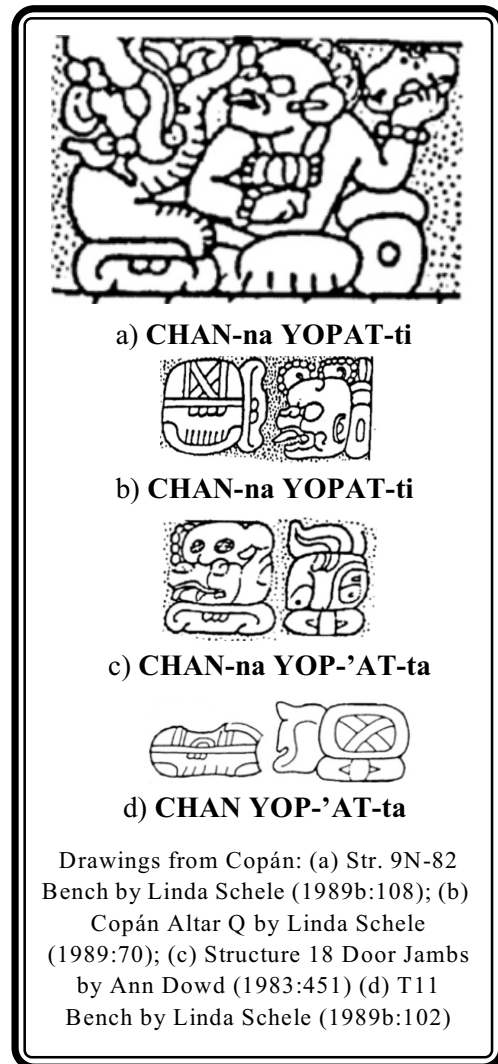 a) CHAN-na YOPAT-ti
b) CHAN-na YOPAT-ti
c) CHAN-na YOP-’AT-ta
d) CHAN YOP-’AT-ta
Drawings from Copán: (a) Str. 9N-82
Bench by Linda Schele (1989b:108); (b)
Copán Altar Q by Linda Schele
(1989:70); (c) Structure 18 Door Jambs
by Ann Dowd (1983:451) (d) T11
Bench by Linda Schele (1989b:102)